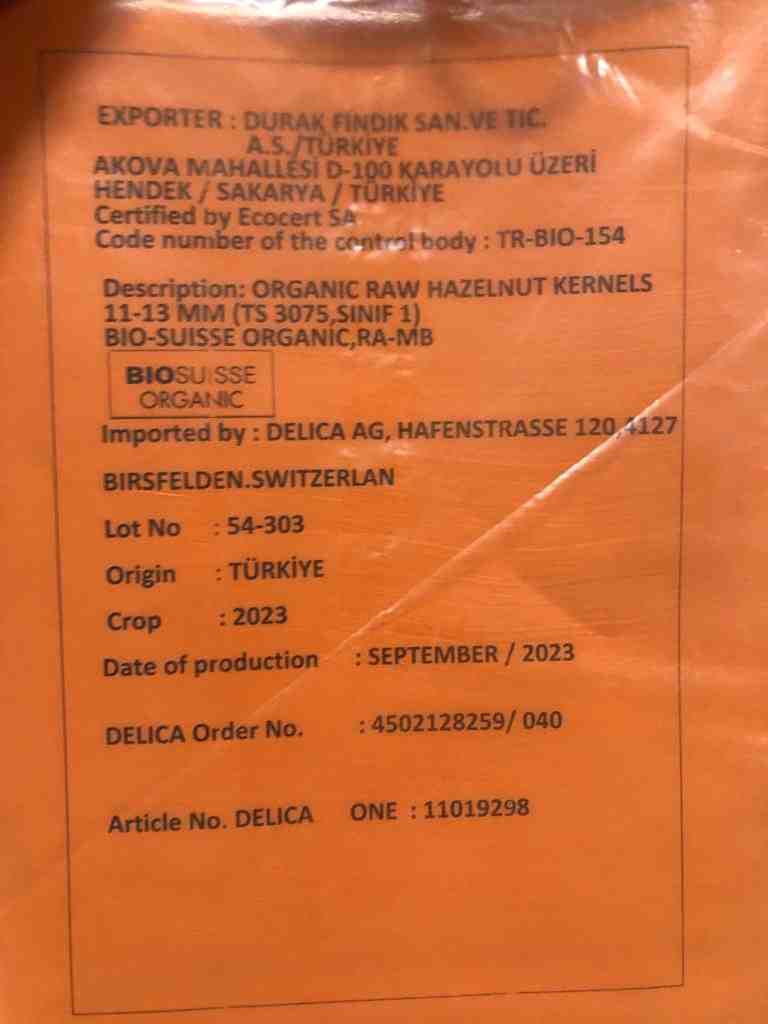 EXPORTER : DURAK FINDIK SAN.VE TIC.
A.S./TÜRKIYE
AKOVA MAHALLESİ D-100 KARAYOLU ÜZERİ
HENDEK / SAKARYA / TÜRKİYE
Certified by Ecocert SA
Code number of the control body : TR-BIO-154
Description: ORGANIC RAW HAZELNUT KERNELS
11-13 MM (TS 3075,SINIF 1)
BIO-SUISSE ORGANIC,RA-MB
BIOSUISSE
ORGANIC
Imported by : DELICA AG, HAFENSTRASSE 120,4127
BIRSFELDEN.SWITZERLAN
Lot No : 54-303
Origin : TÜRKİYE
Crop : 2023
Date of production : SEPTEMBER / 2023
DELICA Order No. : 4502128259/ 040
Article No. DELICA ONE : 11019298